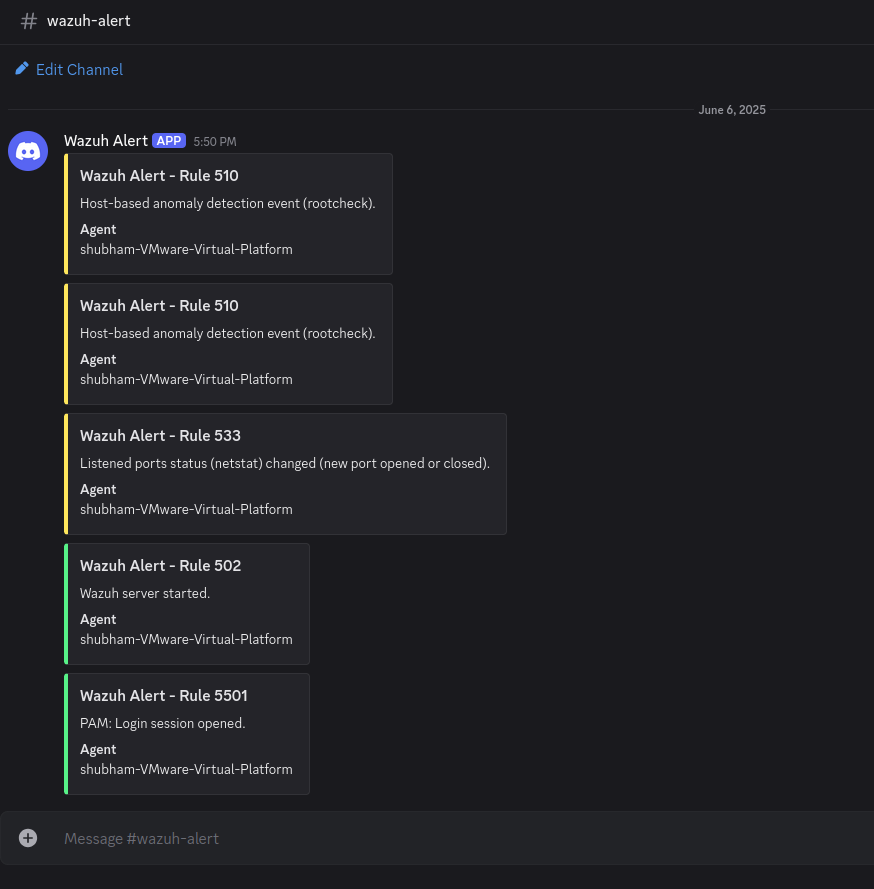 # wazuh-alert
Edit Channel
June 6, 2025
Wazuh Alert APP 5:50 PM
Wazuh Alert - Rule 510
Host-based anomaly detection event (rootcheck).
Agent
shubham-VMware-Virtual-Platform
Wazuh Alert - Rule 510
Host-based anomaly detection event (rootcheck).
Agent
shubham-VMware-Virtual-Platform
Wazuh Alert - Rule 533
Listened ports status (netstat) changed (new port opened or closed).
Agent
shubham-VMware-Virtual-Platform
Wazuh Alert - Rule 502
Wazuh server started.
Agent
shubham-VMware-Virtual-Platform
Wazuh Alert - Rule 5501
PAM: Login session opened.
Agent
shubham-VMware-Virtual-Platform
Message #wazuh-alert